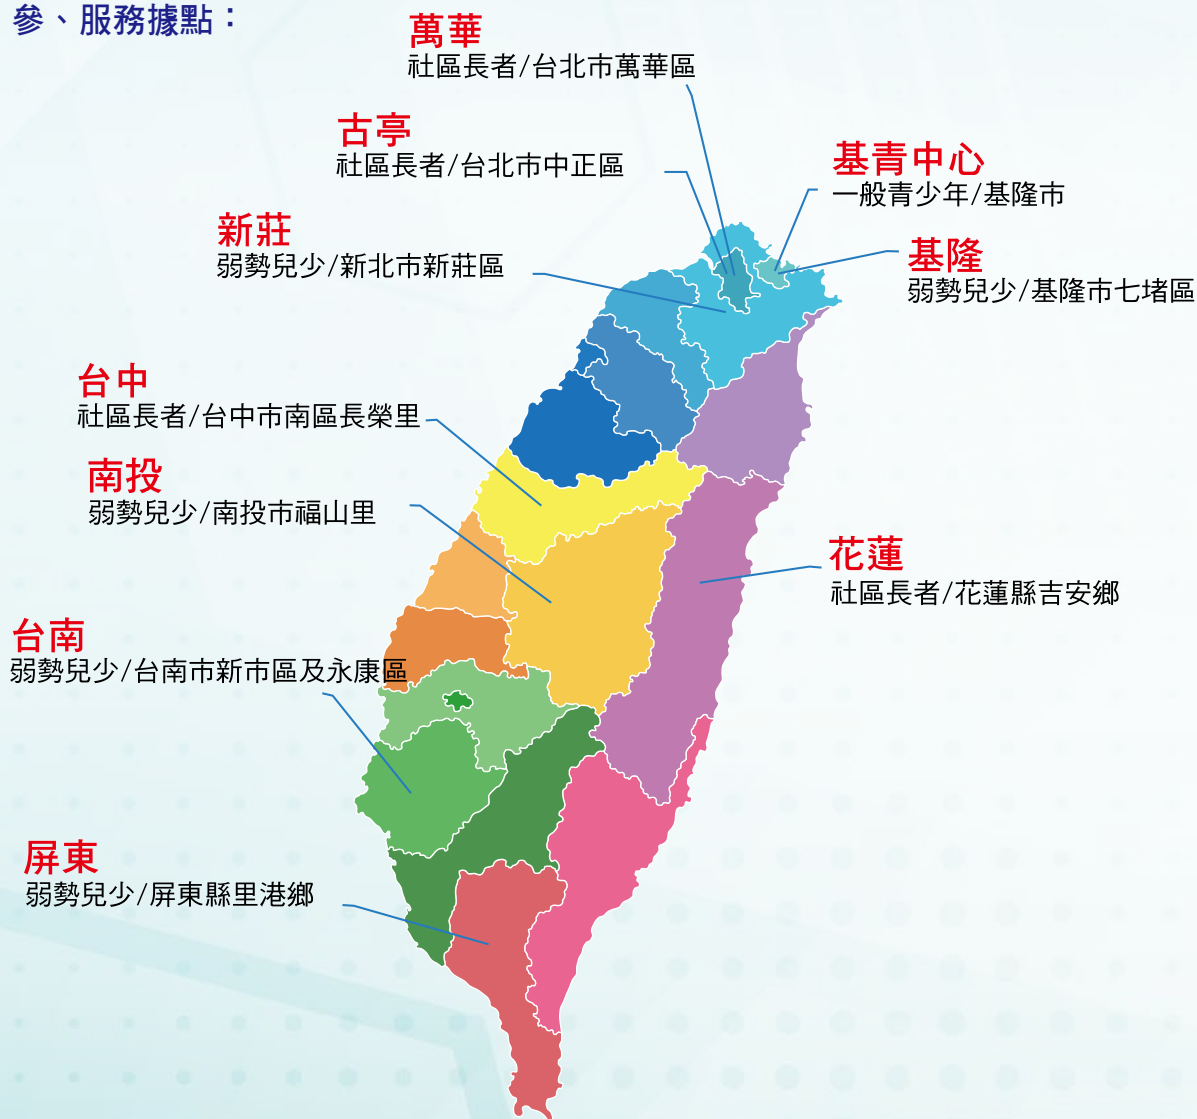 參、服務據點：
萬華
社區長者/台北市萬華區
古亭
社區長者/台北市中正區
基青中心
一般青少年/基隆市
新莊
弱勢兒少/新北市新莊區
基隆
弱勢兒少/基隆市七堵區
台中
社區長者/台中市南區長榮里
南投
弱勢兒少/南投市福山里
花蓮
社區長者/花蓮縣吉安鄉
台南
弱勢兒少/台南市新市區及永康區
屏東
弱勢兒少/屏東縣里港鄉